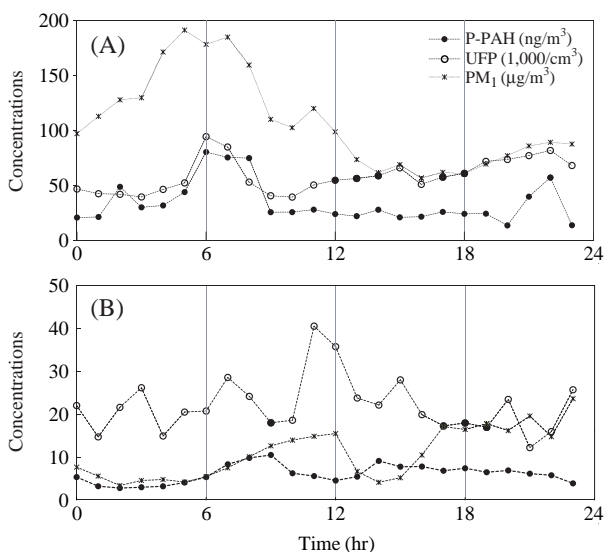 (A)
P-PAH (ng/m³)
UFP (1,000/cm³)
PM₁ (μg/m³)
Concentrations
200
150
100
50
0
0 6 12 18 24
(B)
Concentrations
50
40
30
20
10
0
0 6 12 18 24
Time (hr)